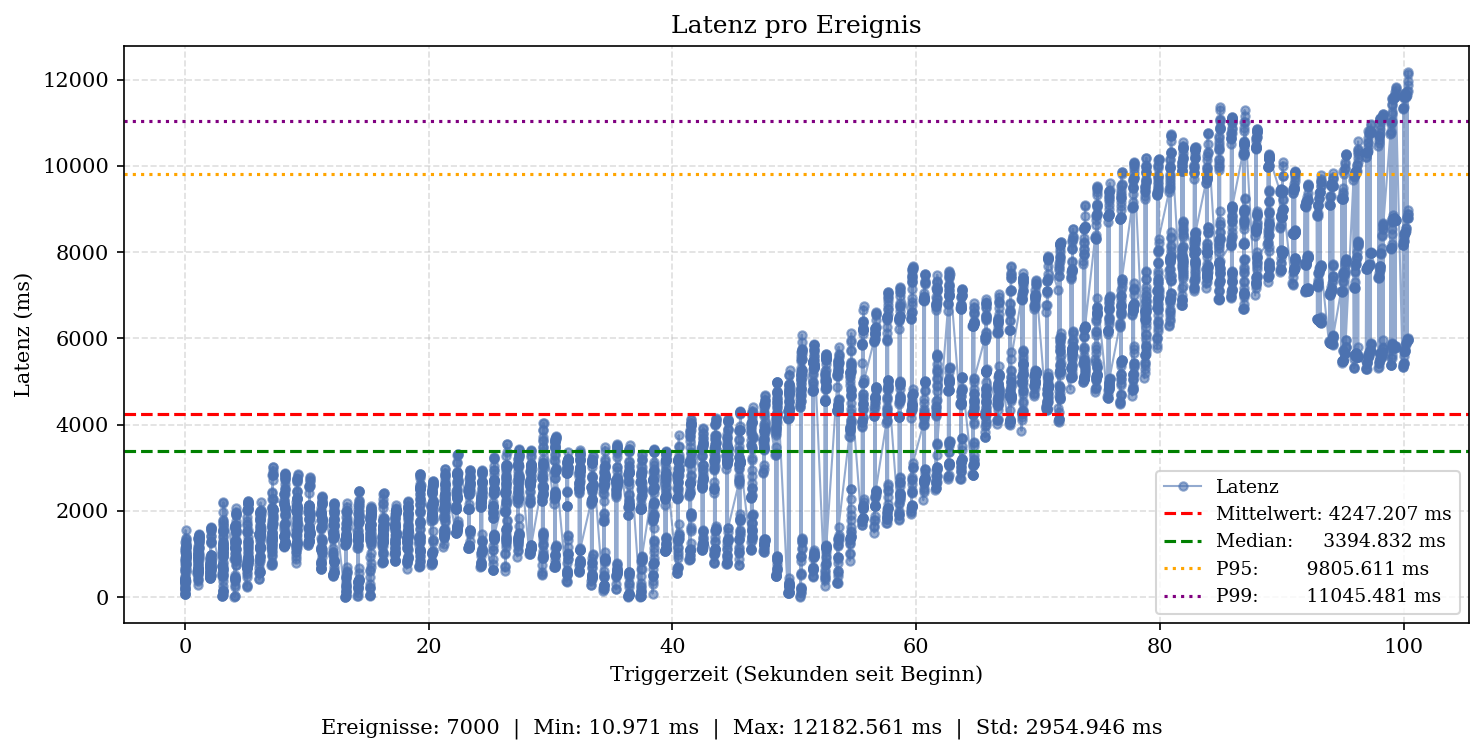 Latenz pro Ereignis
12000
10000
8000
6000
4000
2000
0
Latenz (ms)
Latenz
Mittelwert: 4247.207 ms
Median: 3394.832 ms
P95: 9805.611 ms
P99: 11045.481 ms
0 20 40 60 80 100
Triggerzeit (Sekunden seit Beginn)
Ereignisse: 7000 | Min: 10.971 ms | Max: 12182.561 ms | Std: 2954.946 ms